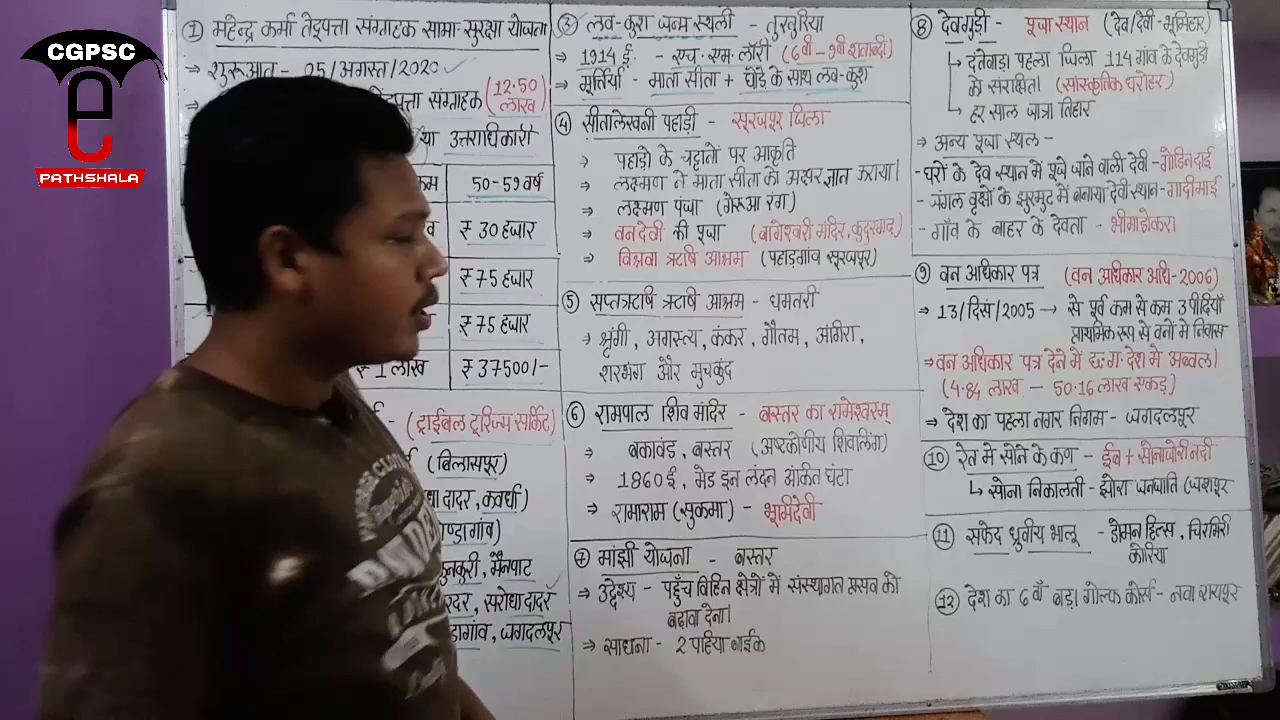 CGPSC
e
PATHSHALA
① महेन्द्र कर्मा तेंदूपत्ता संग्राहक सामा. सुरक्षा योजना
→ शुरूआत - 05/अगस्त/2020
संग्राहक (12.50 लाख)
उत्तराधिकारी
50-59 वर्ष
₹ 30 हजार
₹ 75 हजार
₹ 75 हजार
₹ 1 लाख ₹ 37500/-
(ट्राईबल टूरिज्म सर्किट)
(बिलासपूर)
दादर, कवर्धा)
कुनकुरी, मैनपाट
सरोधा दादर
जगदलपूर
③ लव-कुश जन्म स्थली - तुरतुरिया
⇒ 1914 ई. - एच.एम.लॉरी (6वी - 9वी शताब्दी)
⇒ मूर्तियाँ - माता सीता + घोड़े के साथ लव-कुश
④ सीतालेखनी पहाड़ी - सूरजपूर जिला
⇒ पहाड़ी के चट्टानों पर आकृति
⇒ लक्ष्मण ने माता सीता को अक्षर ज्ञान कराया।
⇒ लक्ष्मण पंजा (गेरूआ रंग)
⇒ वनदेवी की पूजा (बागेश्वरी मंदिर, कुदुरगढ़)
⇒ विश्रवा ऋषि आश्रम (पहाड़गांव सूरजपूर)
⑤ सप्तऋषि ऋषि आश्रम - धमतरी
⇒ श्रृंगी, अगस्त्य, कंकर, गौतम, अंगिरा,
शरभंग और मुचकुंद
⑥ रामपाल शिव मंदिर - बस्तर का रामेश्वरम्
⇒ बकावंड, बस्तर (अष्टकोणीय शिवलिंग)
⇒ 1860 ई, मेड इन लंदन अंकित घंटा
⇒ रामाराम (सुकमा) - भूमिदेवी
⑦ मांझी योजना - बस्तर
⇒ उद्देश्य - पहुँच विहिन क्षेत्रों में संस्थागत प्रसव को
बढ़ावा देना।
⇒ साधना - 2 पहिया बाईक
⑧ देवगुड़ी - पूजा स्थान (देव/देवी - भूमिहार)
↳ दंतेवाड़ा पहला जिला 114 गांव के देवगुड़ी
को संरक्षित। (सांस्कृतिक धरोहर)
↳ हर साल जात्रा तिहार
→ अन्य पूजा स्थल -
- घरों के देव स्थान में पूजे जाने वाली देवी - गोडिनदाई
- जंगल वृक्षों के झुरमुट में बनाया देवी स्थान - गादीमाई
- गाँव के बाहर के देवता - भीमाडोकरा
⑨ वन अधिकार पत्र (वन अधिकार अधि - 2006)
→ 13/दिसं/2005 → से पूर्व कम से कम 3 पीढ़ियों
प्राथमिक रूप से वनों में निवास
→ वन अधिकार पत्र देने में छ.ग. देश में अव्वल।
(4.84 लाख - 50.16 लाख एकड़)
→ देश का पहला नगर निगम - जगदलपूर
⑩ रेत में सोने के कण - ईब + सोनाजोरी नदी
↳ सोना निकालती - झोरा जनजाति (जशपूर
⑪ सफेद ध्रुवीय भालू - डोमन हिल्स, चिरमिरी
कोरिया
⑫ देश का 6 वाँ बड़ा गोल्फ कोर्स - नवा रायपूर